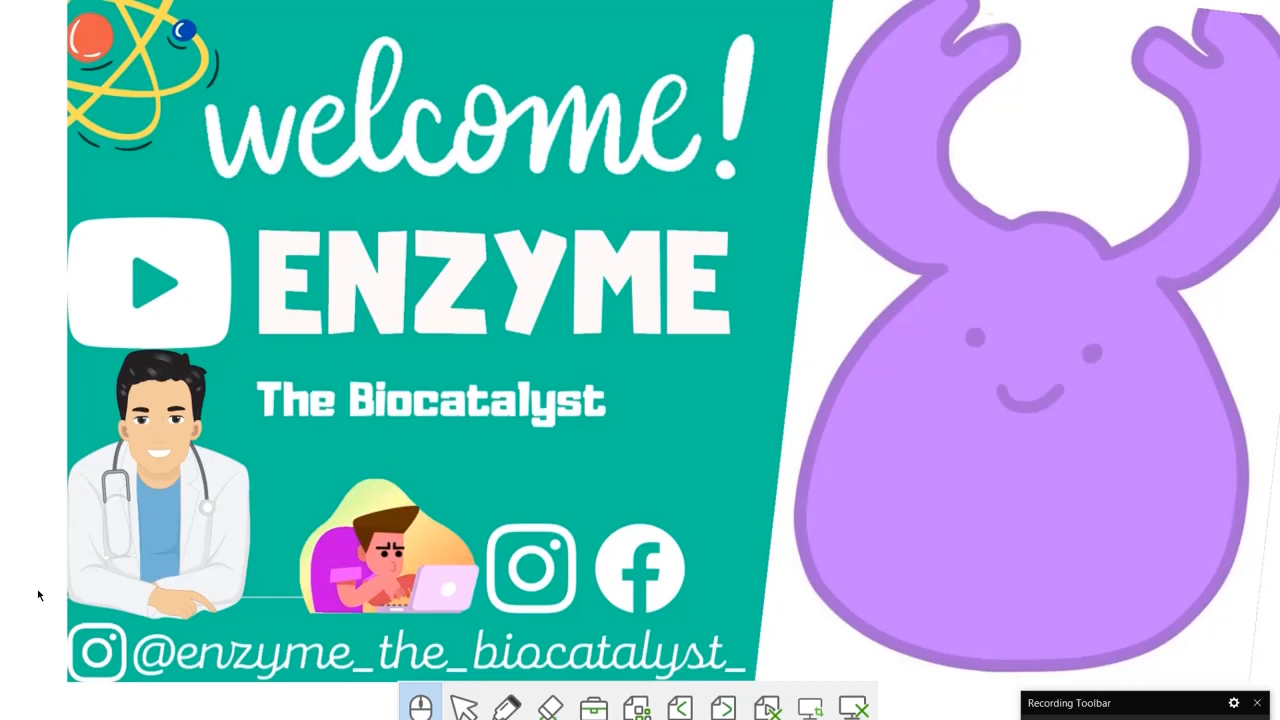 welcome!
ENZYME
The Biocatalyst
@enzyme_the_biocatalyst_
Recording Toolbar